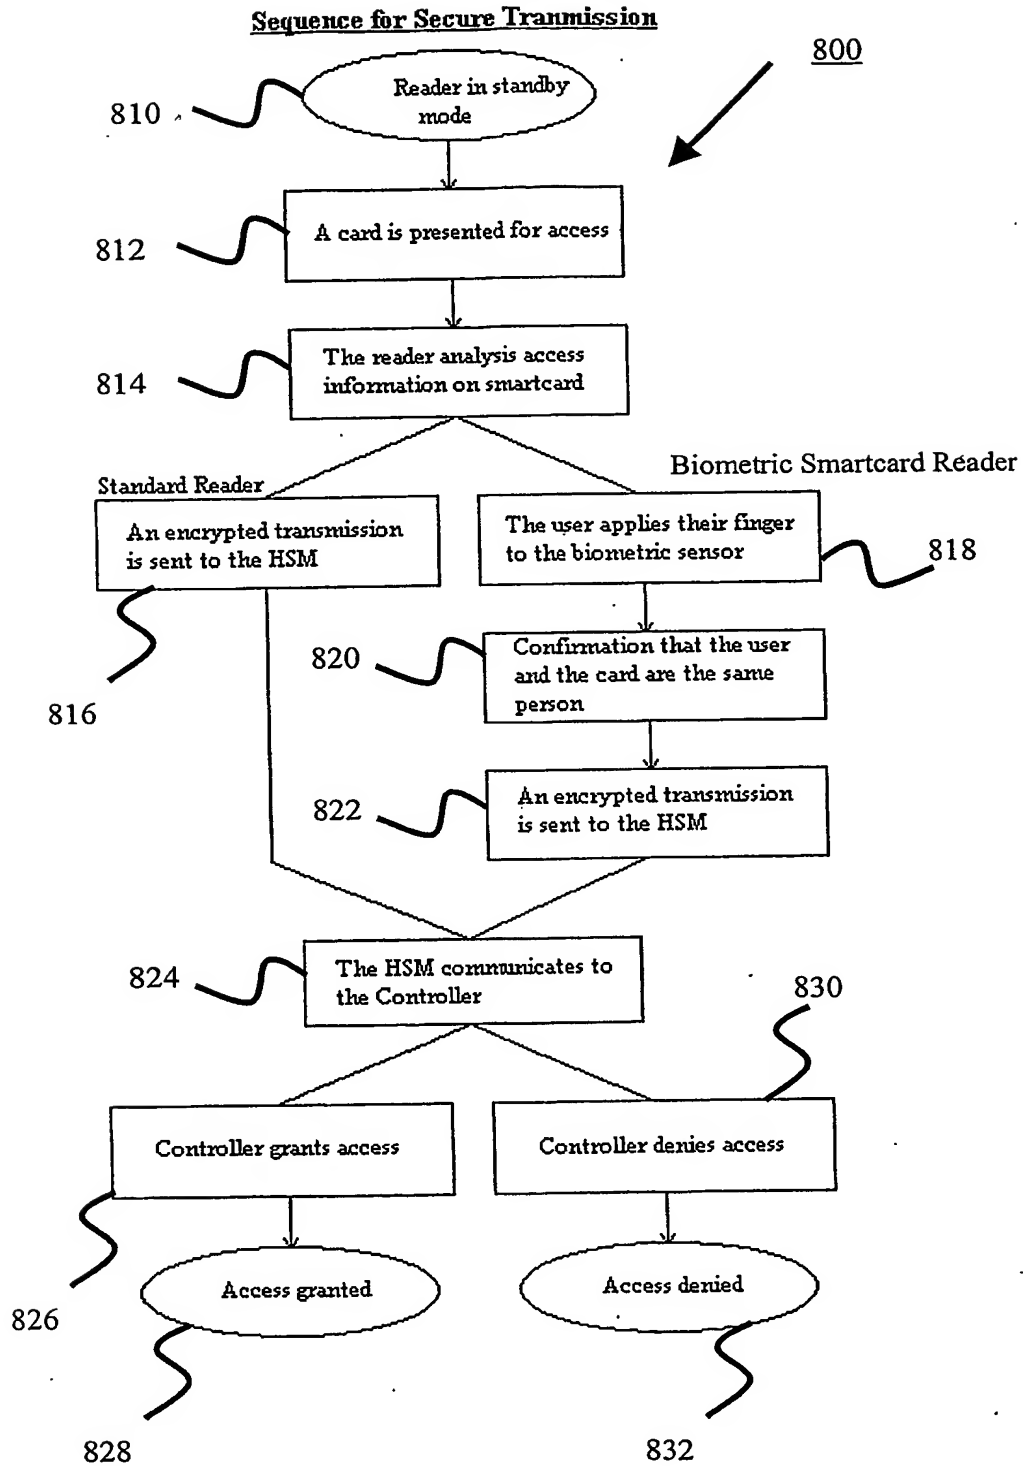 Sequence for Secure Tranmission
800
Reader in standby
mode
810
A card is presented for access
812
The reader analysis access
information on smartcard
814
Biometric Smartcard Reader
Standard Reader
An encrypted transmission
is sent to the HSM
The user applies their finger
to the biometric sensor
818
816
820
Confirmation that the user
and the card are the same
person
822
An encrypted transmission
is sent to the HSM
824
The HSM communicates to
the Controller
830
Controller grants access
Controller denies access
826
Access granted
Access denied
828
832